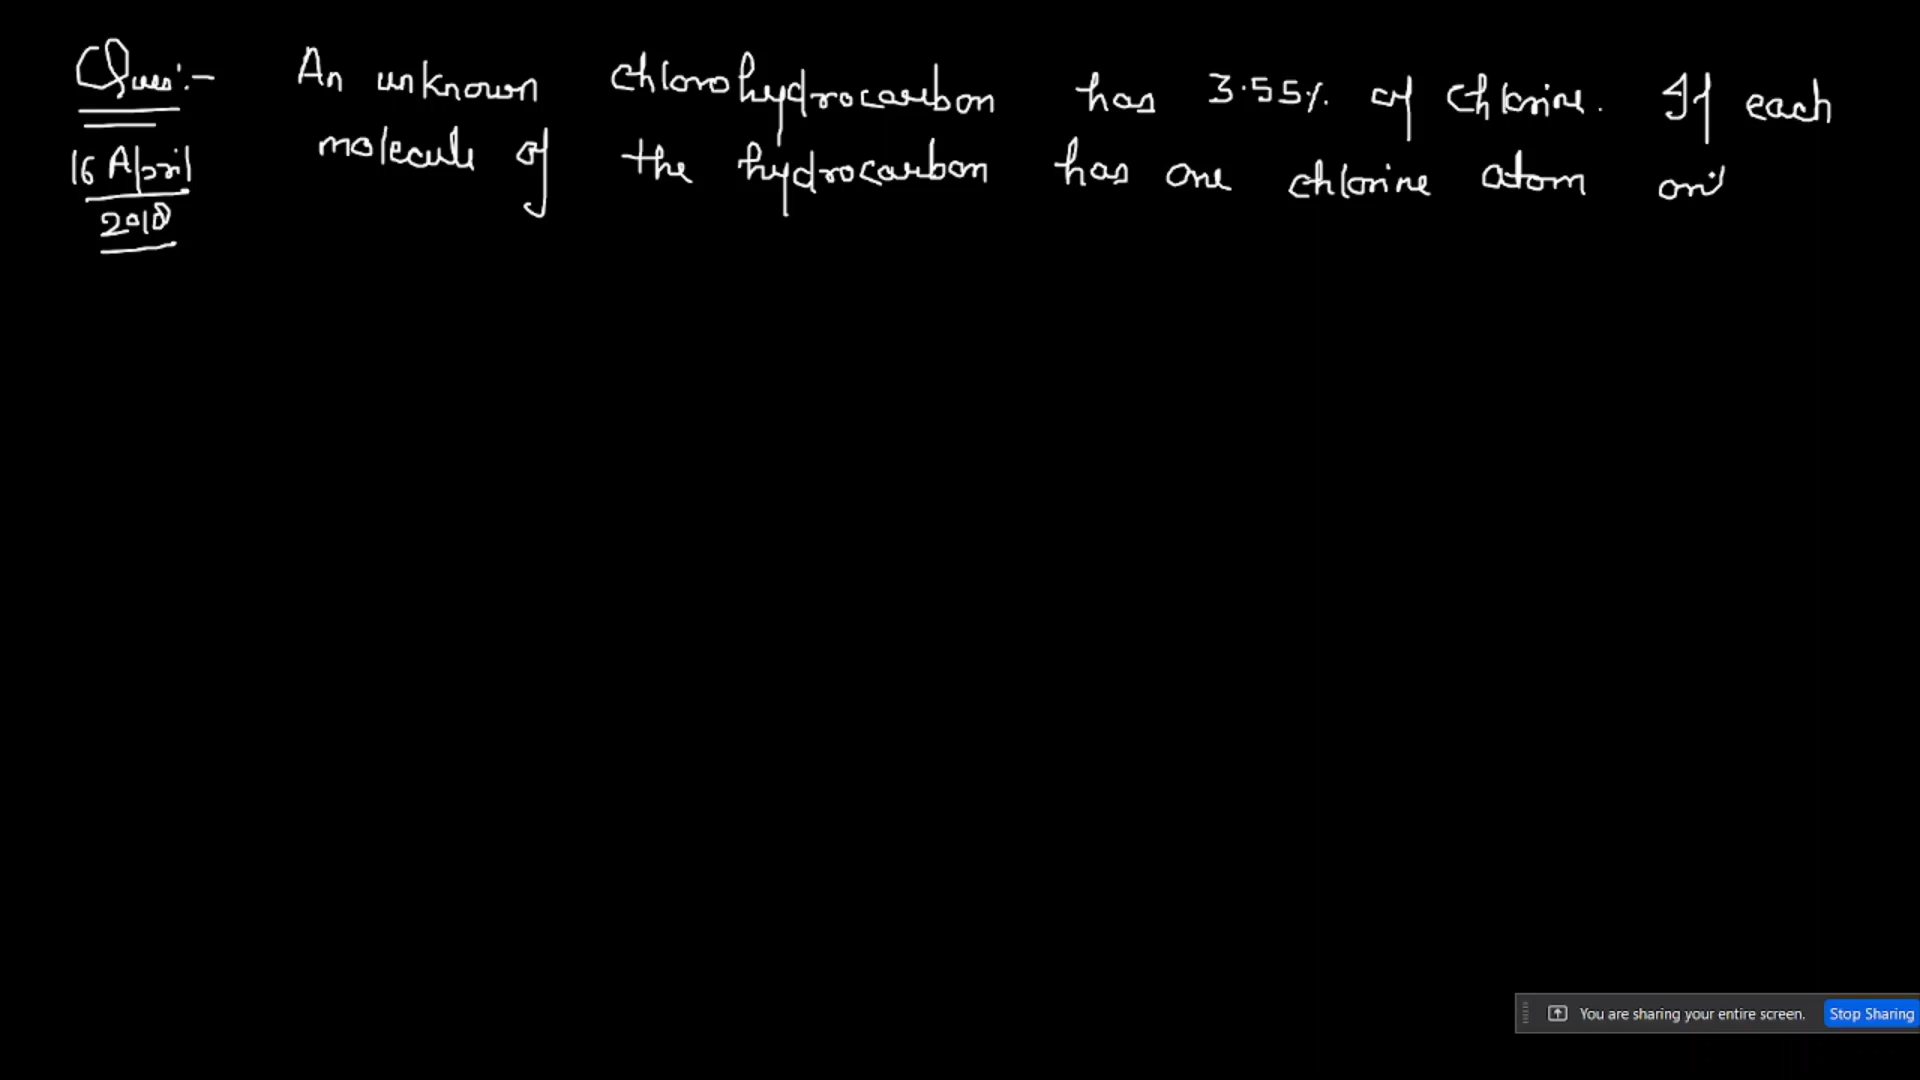 Ques:- An unknown chlorohydrocarbon has 3.55% of chlorine. If each
molecule of the hydrocarbon has one chlorine atom
16 April
2018
You are sharing your entire screen. Stop Sharing